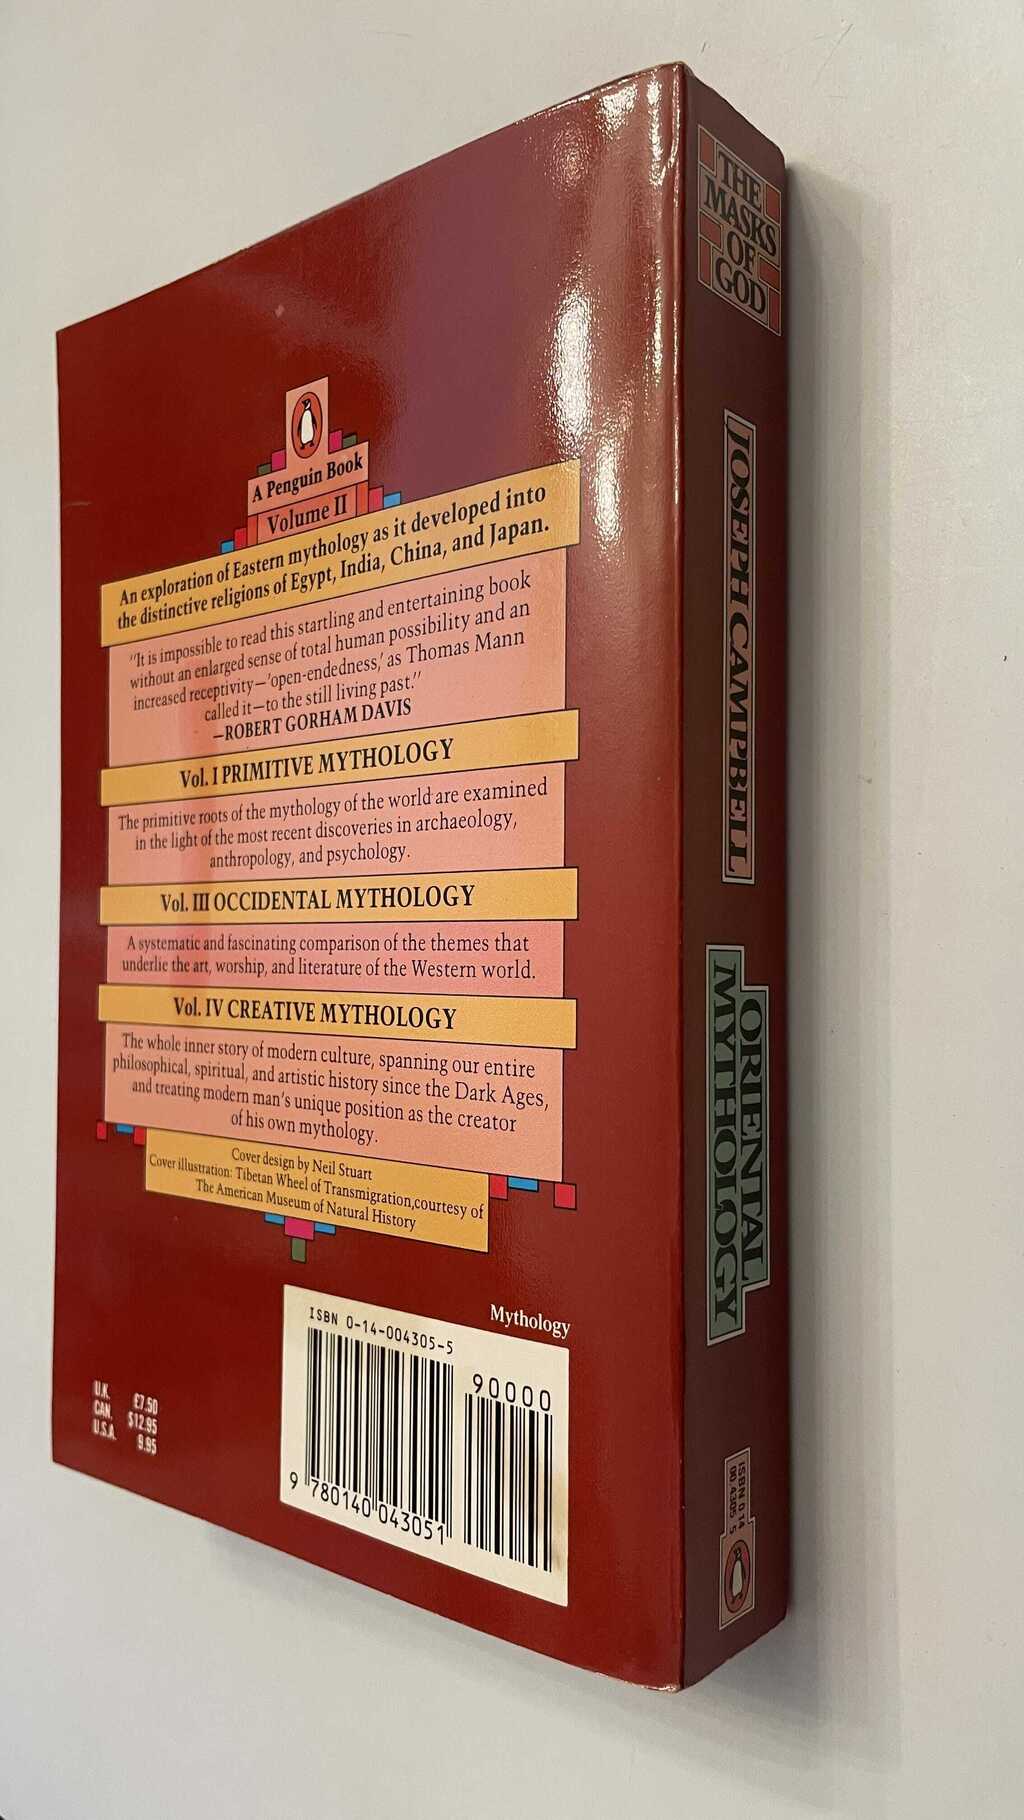 A Penguin Book
Volume II
An exploration of Eastern mythology as it developed into
the distinctive religions of Egypt, India, China, and Japan.
"It is impossible to read this startling and entertaining book
without an enlarged sense of total human possibility and an
increased receptivity—'open-endedness,' as Thomas Mann
called it—to the still living past."
—ROBERT GORHAM DAVIS
Vol. I PRIMITIVE MYTHOLOGY
The primitive roots of the mythology of the world are examined
in the light of the most recent discoveries in archaeology,
anthropology, and psychology.
Vol. III OCCIDENTAL MYTHOLOGY
A systematic and fascinating comparison of the themes that
underlie the art, worship, and literature of the Western world.
Vol. IV CREATIVE MYTHOLOGY
The whole inner story of modern culture, spanning our entire
philosophical, spiritual, and artistic history since the Dark Ages,
and treating modern man's unique position as the creator
of his own mythology.
Cover design by Neil Stuart
Cover illustration: Tibetan Wheel of Transmigration, courtesy of
The American Museum of Natural History
Mythology
ISBN 0-14-004305-5
90000
9 780140 043051
U.K. £7.50
CAN. $12.95
U.S.A. 9.95
THE
MASKS
OF
GOD
JOSEPH CAMPBELL
ORIENTAL
MYTHOLOGY
ISBN 0 14
00 4305 5